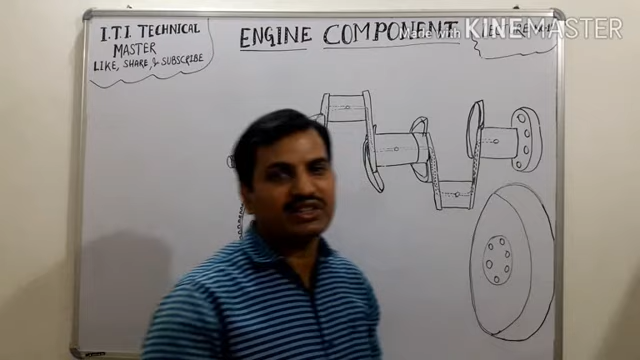 I.T.I. TECHNICAL
MASTER
LIKE, SHARE, & SUBSCRIBE
ENGINE COMPONENT
Made with KINEMASTER